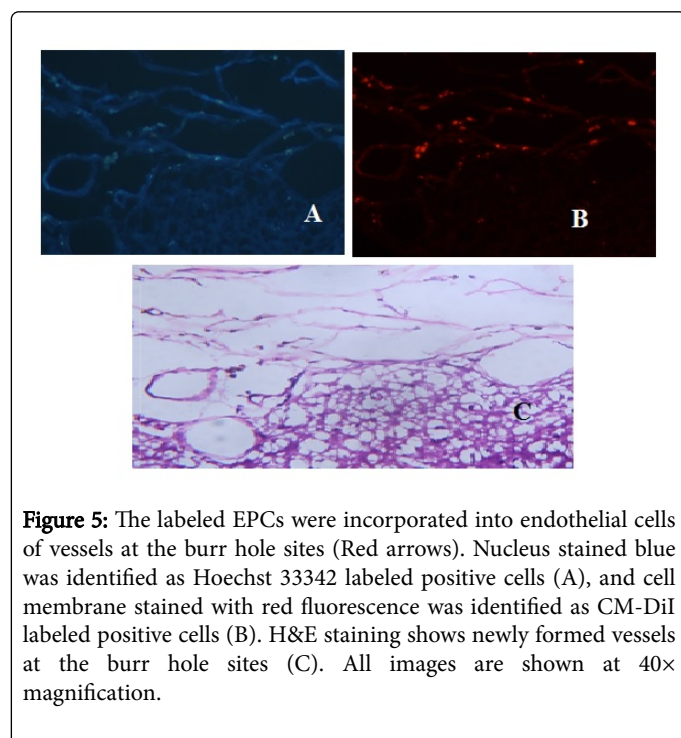 A
B
C
Figure 5: The labeled EPCs were incorporated into endothelial cells
of vessels at the burr hole sites (Red arrows). Nucleus stained blue
was identified as Hoechst 33342 labeled positive cells (A), and cell
membrane stained with red fluorescence was identified as CM-DiI
labeled positive cells (B). H&E staining shows newly formed vessels
at the burr hole sites (C). All images are shown at 40×
magnification.